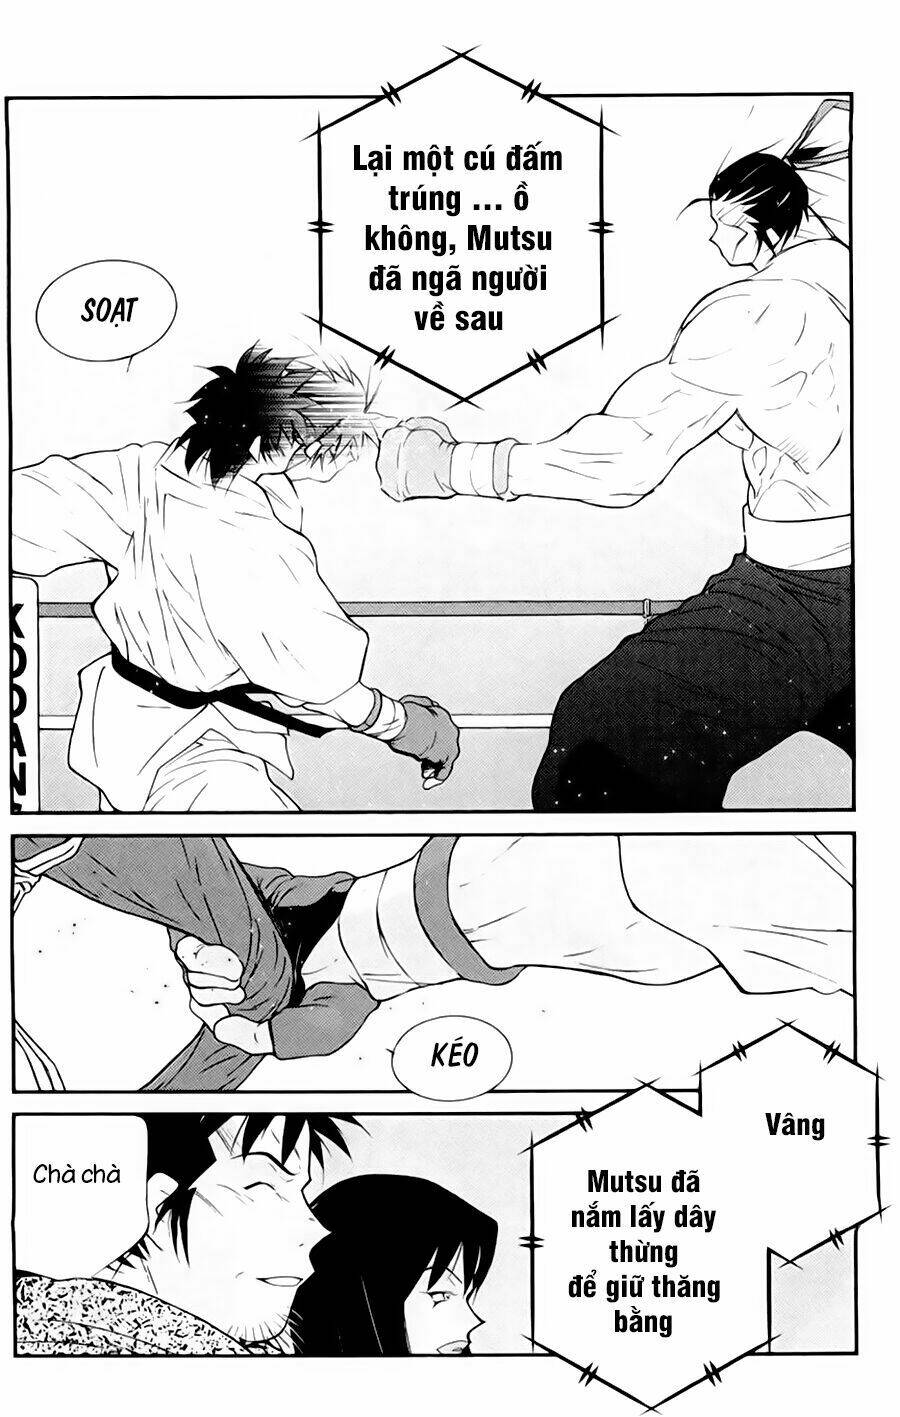 Lại một cú đấm
trúng ... ồ
không, Mutsu
đã ngã người
về sau
SOẠT
KODAN
KÉO
Vâng
Mutsu đã
nắm lấy dây
thừng
để giữ thăng
bằng
Chà chà